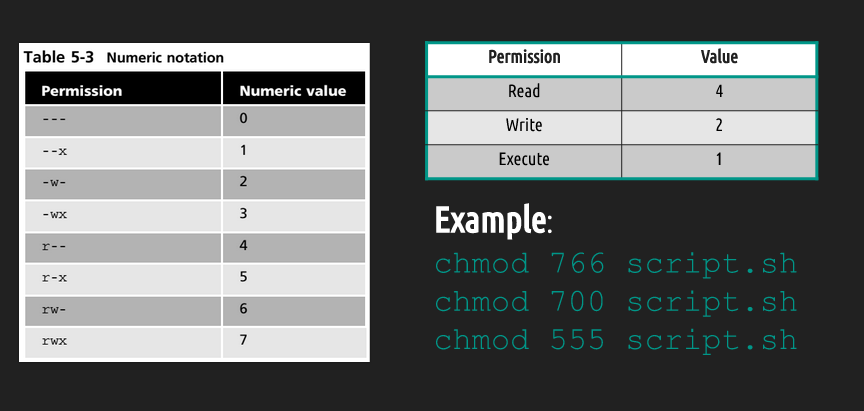 Table 5-3 Numeric notation
Permission Numeric value
--- 0
--x 1
-w- 2
-wx 3
r-- 4
r-x 5
rw- 6
rwx 7
Permission Value
Read 4
Write 2
Execute 1
Example:
chmod 766 script.sh
chmod 700 script.sh
chmod 555 script.sh